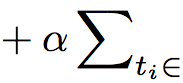 + α ∑_{t_i ∈}